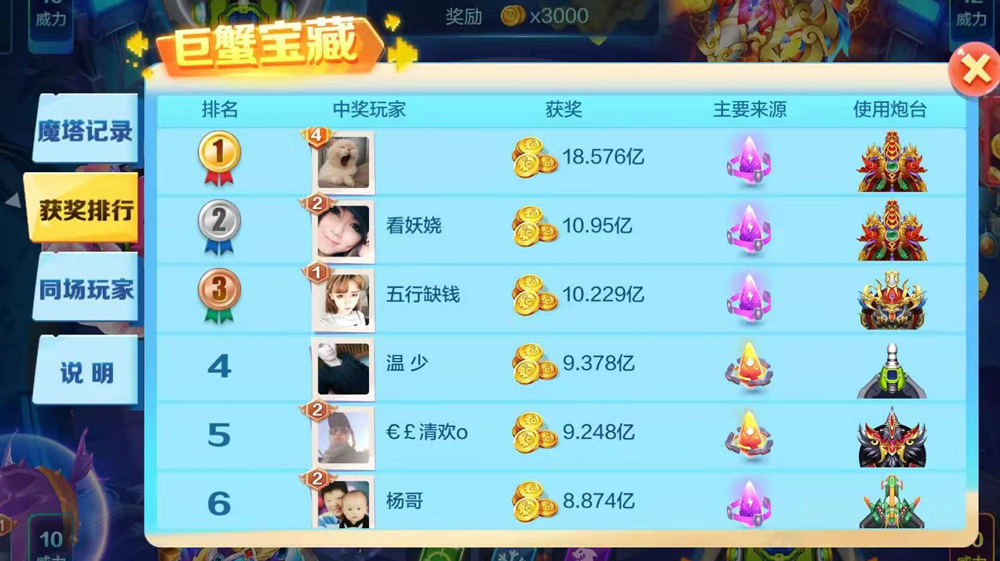 威力
奖励 x3000
威力
巨蟹宝藏
排名 中奖玩家 获奖 主要来源 使用炮台
魔塔记录
获奖排行
同场玩家
说明
1 4 18.576亿
2 2 看妖娆 10.95亿
3 1 五行缺钱 10.229亿
4 温少 9.378亿
5 2 €£清欢o 9.248亿
6 2 杨哥 8.874亿
10